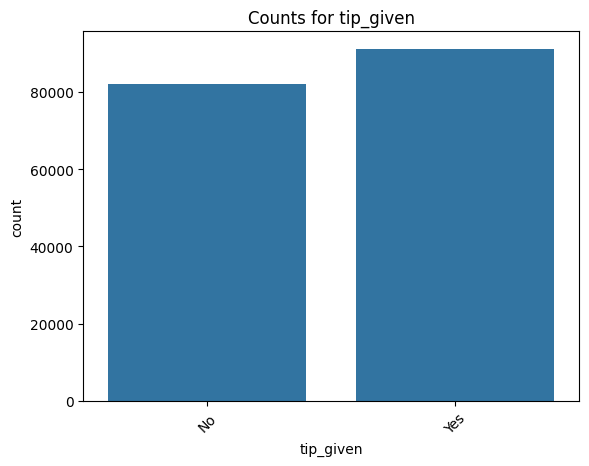 Counts for tip_given
count
80000
60000
40000
20000
0
No
Yes
tip_given